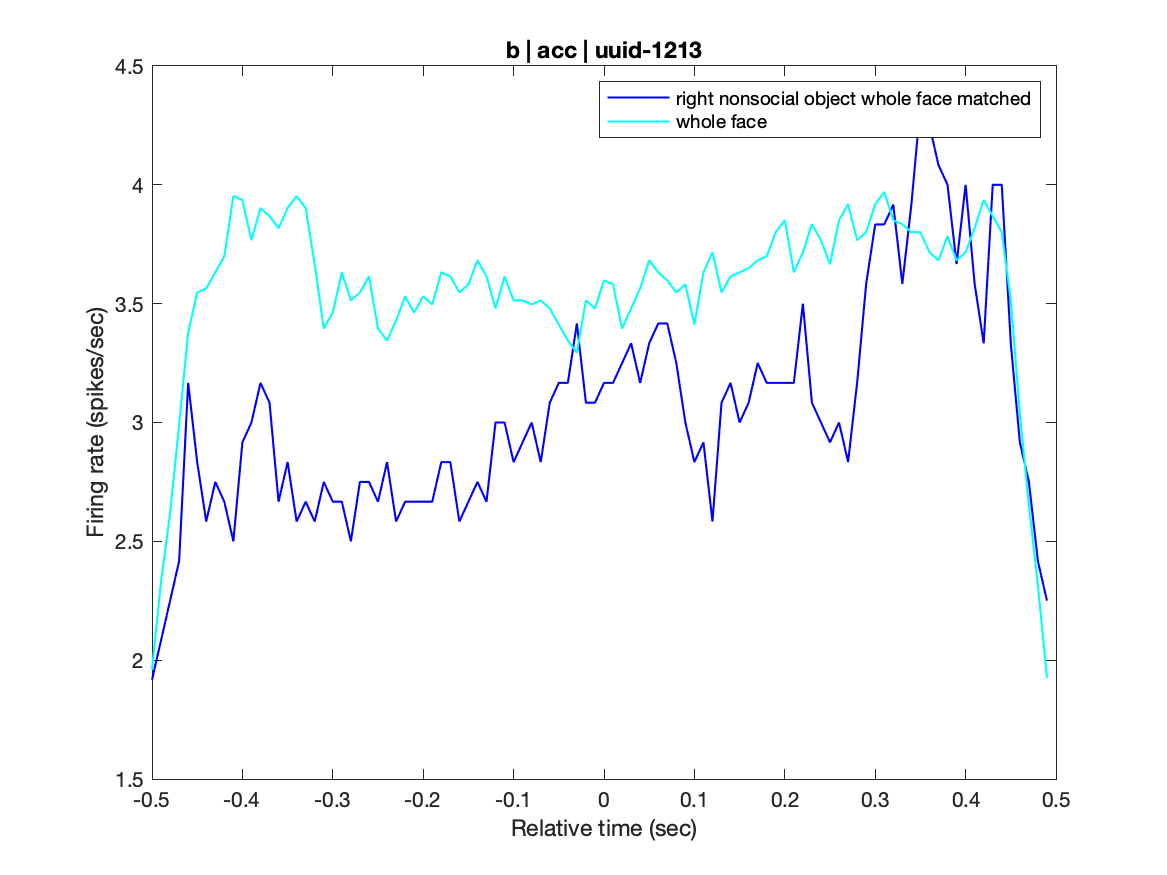 b | acc | uuid-1213
4.5
4
3.5
3
2.5
2
1.5
Firing rate (spikes/sec)
right nonsocial object whole face matched
whole face
-0.5 -0.4 -0.3 -0.2 -0.1 0 0.1 0.2 0.3 0.4 0.5
Relative time (sec)